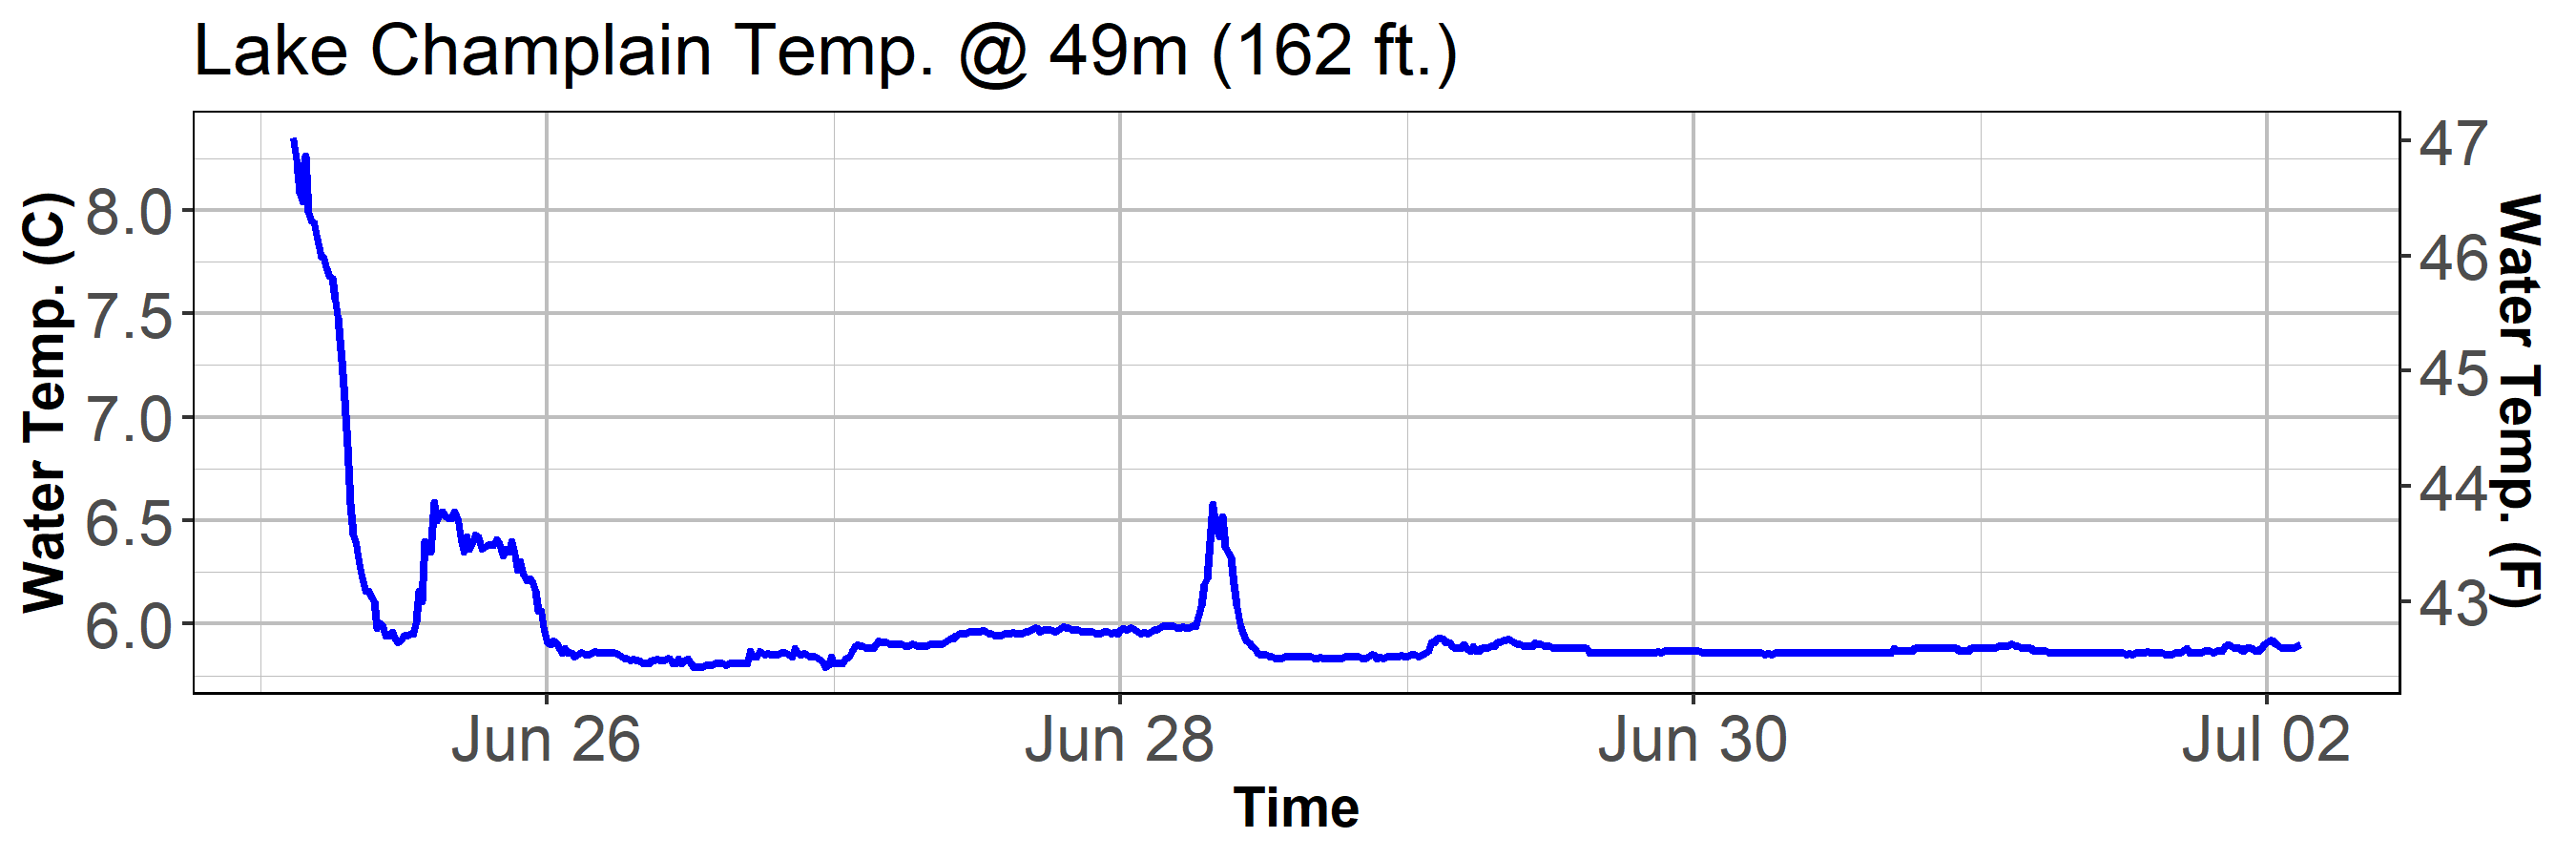 Lake Champlain Temp. @ 49m (162 ft.)
Water Temp. (C)
8.0
7.5
7.0
6.5
6.0
47
46
45
44
43
Water Temp. (F)
Jun 26 Jun 28 Jun 30 Jul 02
Time